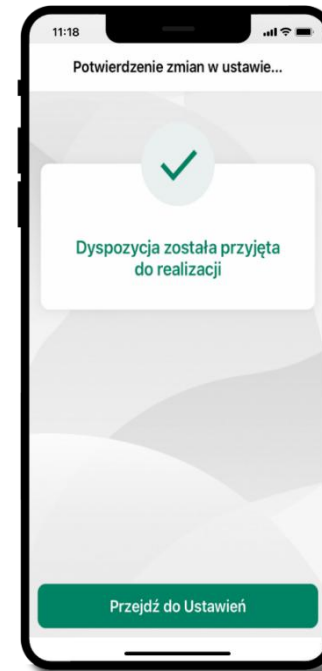 11:18
Potwierdzenie zmian w ustawie...
Dyspozycja została przyjęta
do realizacji
Przejdź do Ustawień